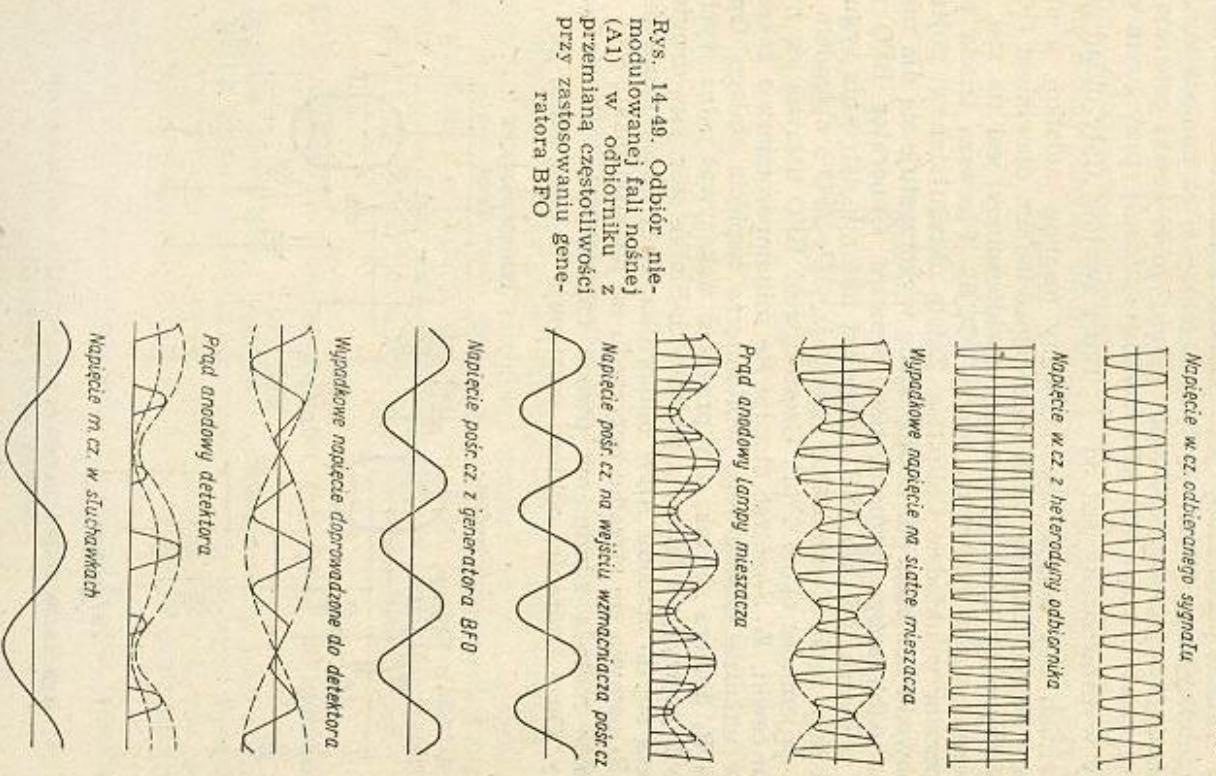 Napięcie w.cz. odbieranego sygnału
Napięcie w.cz. z heterodyny odbiornika
Wypadkowe napięcie na siatce mieszacza
Prąd anodowy lampy mieszacza
Napięcie pośr. cz. na wejściu wzmacniacza pośr. cz
Napięcie pośr. cz. z generatora BFO
Wypadkowe napięcie doprowadzone do detektora
Prąd anodowy detektora
Napięcie m.cz. w słuchawkach
Rys. 14-49. Odbiór nie-
modulowanej fali nośnej
(A1) w odbiorniku z
przemianą częstotliwości
przy zastosowaniu gene-
ratora BFO